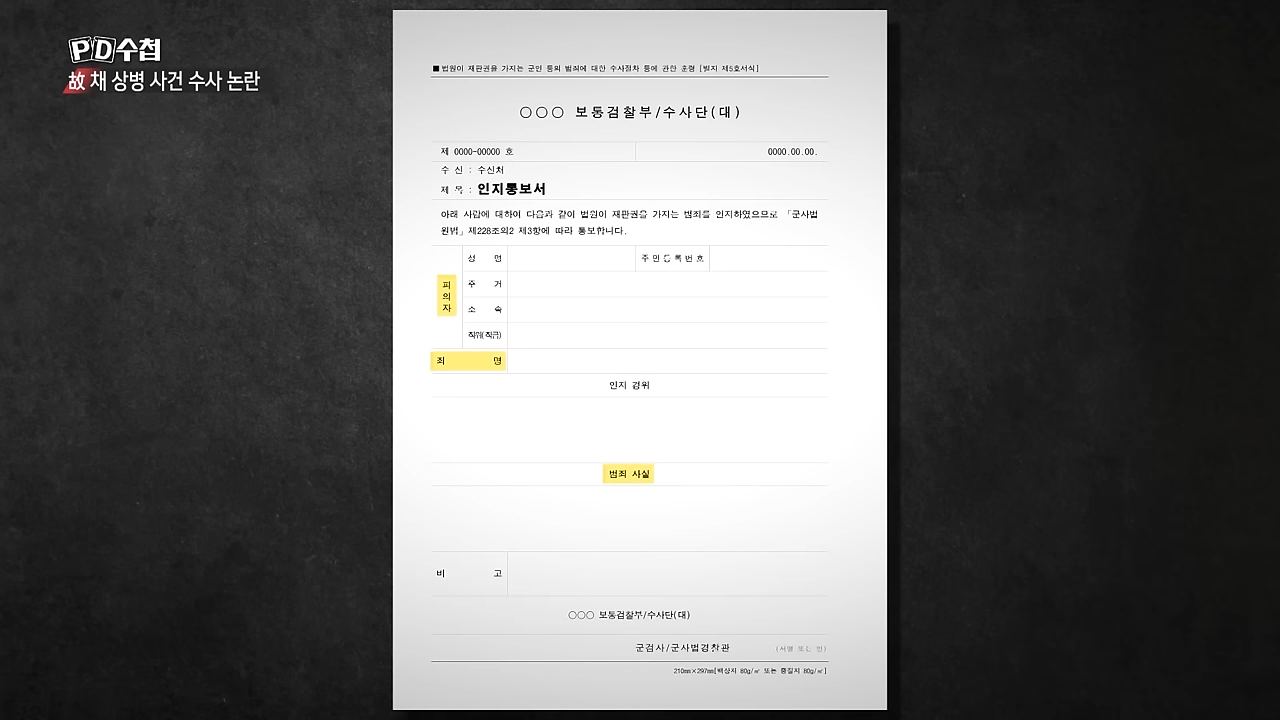 PD수첩
故 채 상병 사건 수사 논란
■ 법원이 재판권을 가지는 군인 등의 범죄에 대한 수사절차 등에 관한 훈령 [별지 제5호서식]
○○○ 보통검찰부/수사단(대)
제 0000-00000 호 0000.00.00.
수 신 : 수신처
제 목 : 인지통보서
아래 사람에 대하여 다음과 같이 법원이 재판권을 가지는 범죄를 인지하였으므로 「군사법
원법」제228조의2 제3항에 따라 통보합니다.
피의자
성 명 주민등록번호
주 거
소 속
직위(직급)
죄 명
인지 경위
범죄 사실
비 고
○○○ 보통검찰부/수사단(대)
군검사/군사법경찰관 (서명 또는 인)
210㎜×297㎜[백상지 80g/㎡ 또는 중질지 80g/㎡]